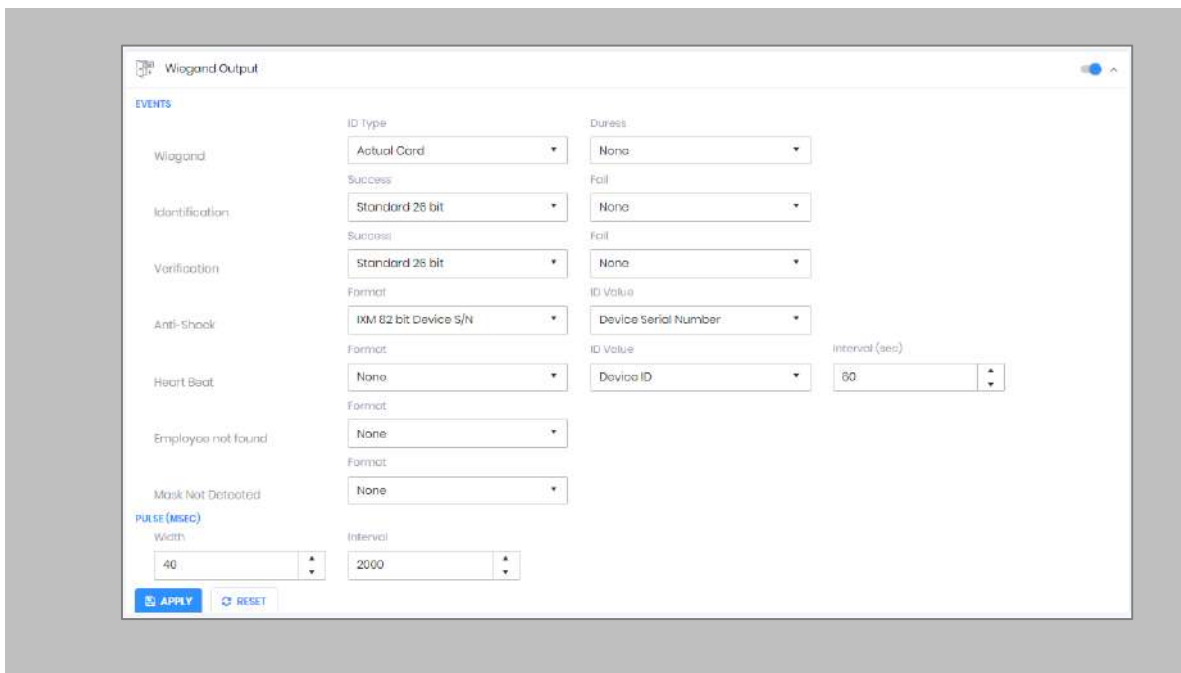 Wiegand Output
EVENTS
ID Type Duress
Wiegand Actual Card None
Success Fail
Identification Standard 26 bit None
Success Fail
Verification Standard 26 bit None
Format ID Value
Anti-Shock IXM 82 bit Device S/N Device Serial Number
Format ID Value Interval (sec)
Heart Beat None Device ID 60
Format
Employee not found None
Format
Mask Not Detected None
PULSE (MSEC)
Width Interval
40 2000
APPLY RESET